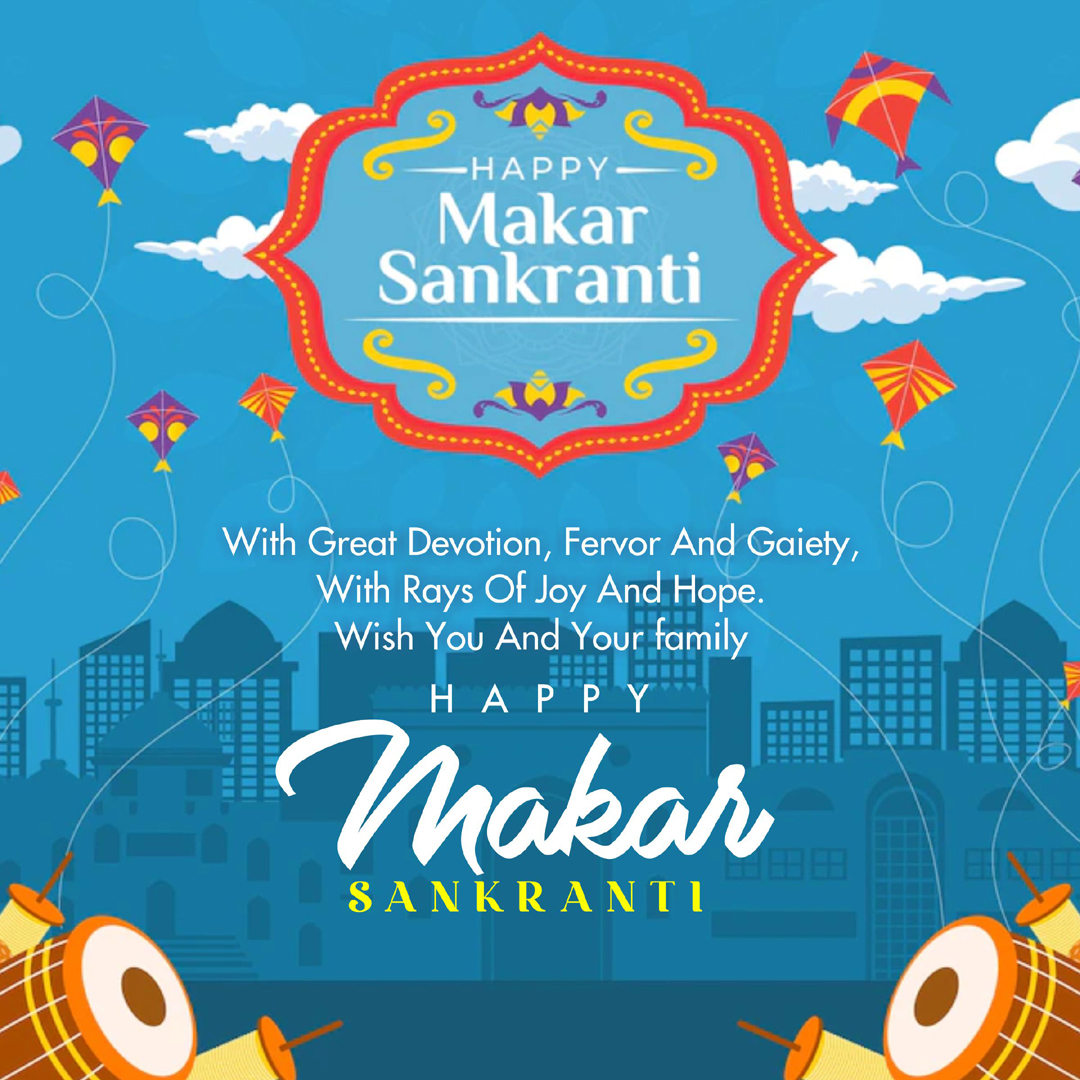 HAPPY
Makar
Sankranti
With Great Devotion, Fervor And Gaiety,
With Rays Of Joy And Hope.
Wish You And Your family
HAPPY
Makar
SANKRANTI